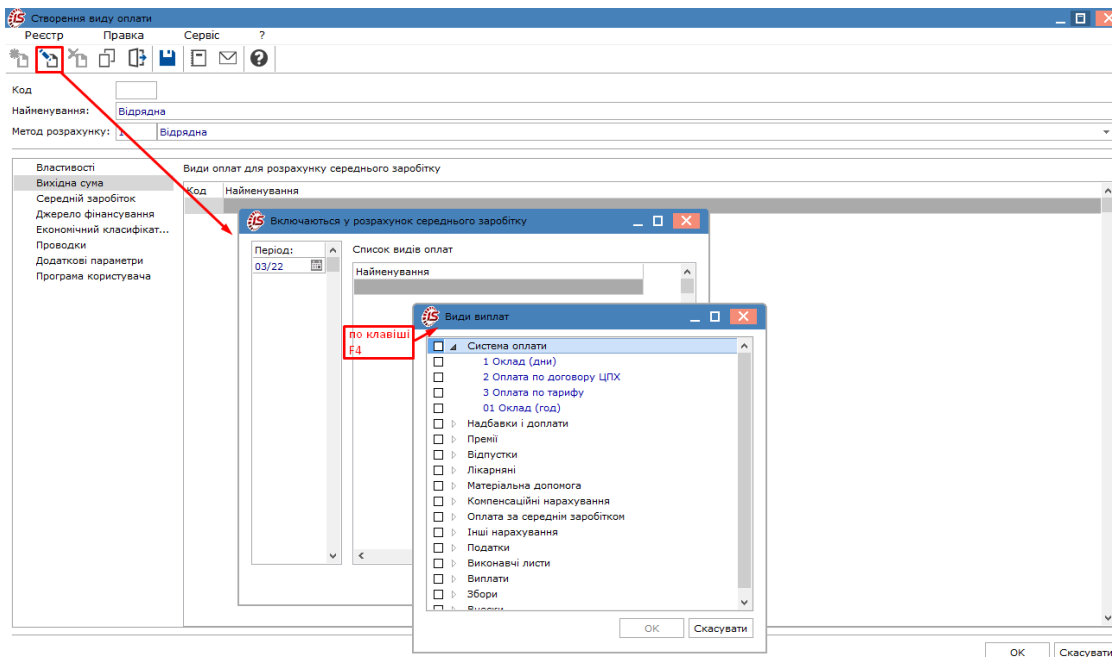 Створення виду оплати
Реєстр Правка Сервіс ?
Код
Найменування: Відрядна
Метод розрахунку: 1 Відрядна
Властивості
Вихідна сума
Середній заробіток
Джерело фінансування
Економічний класифікат...
Проводки
Додаткові параметри
Програма користувача
Види оплат для розрахунку середнього заробітку
Код Найменування
Включаються у розрахунок середнього заробітку
Період:
03/22
Список видів оплат
Найменування
по клавіші
F4
Види виплат
Система оплати
1 Оклад (дни)
2 Оплата по договору ЦПХ
3 Оплата по тарифу
01 Оклад (год)
Надбавки і доплати
Премії
Відпустки
Лікарняні
Матеріальна допомога
Компенсаційні нарахування
Оплата за середнім заробітком
Інші нарахування
Податки
Виконавчі листи
Виплати
Збори
Внески
ОК Скасувати
ОК Скасувати